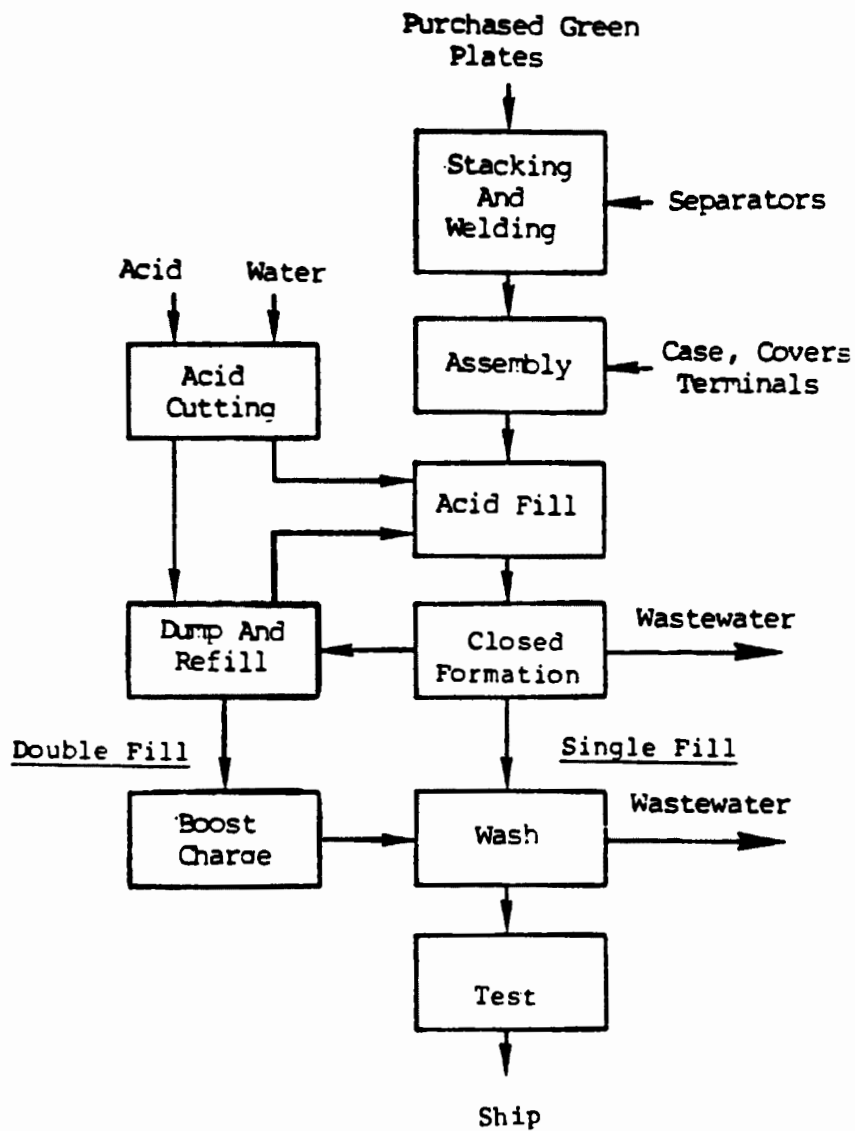 Purchased Green
Plates
Stacking
And
Welding
Separators
Acid
Water
Acid
Cutting
Assembly
Case, Covers
Terminals
Acid Fill
Dump And
Refill
Closed
Formation
Wastewater
Double Fill
Single Fill
Boost
Charge
Wash
Wastewater
Test
Ship